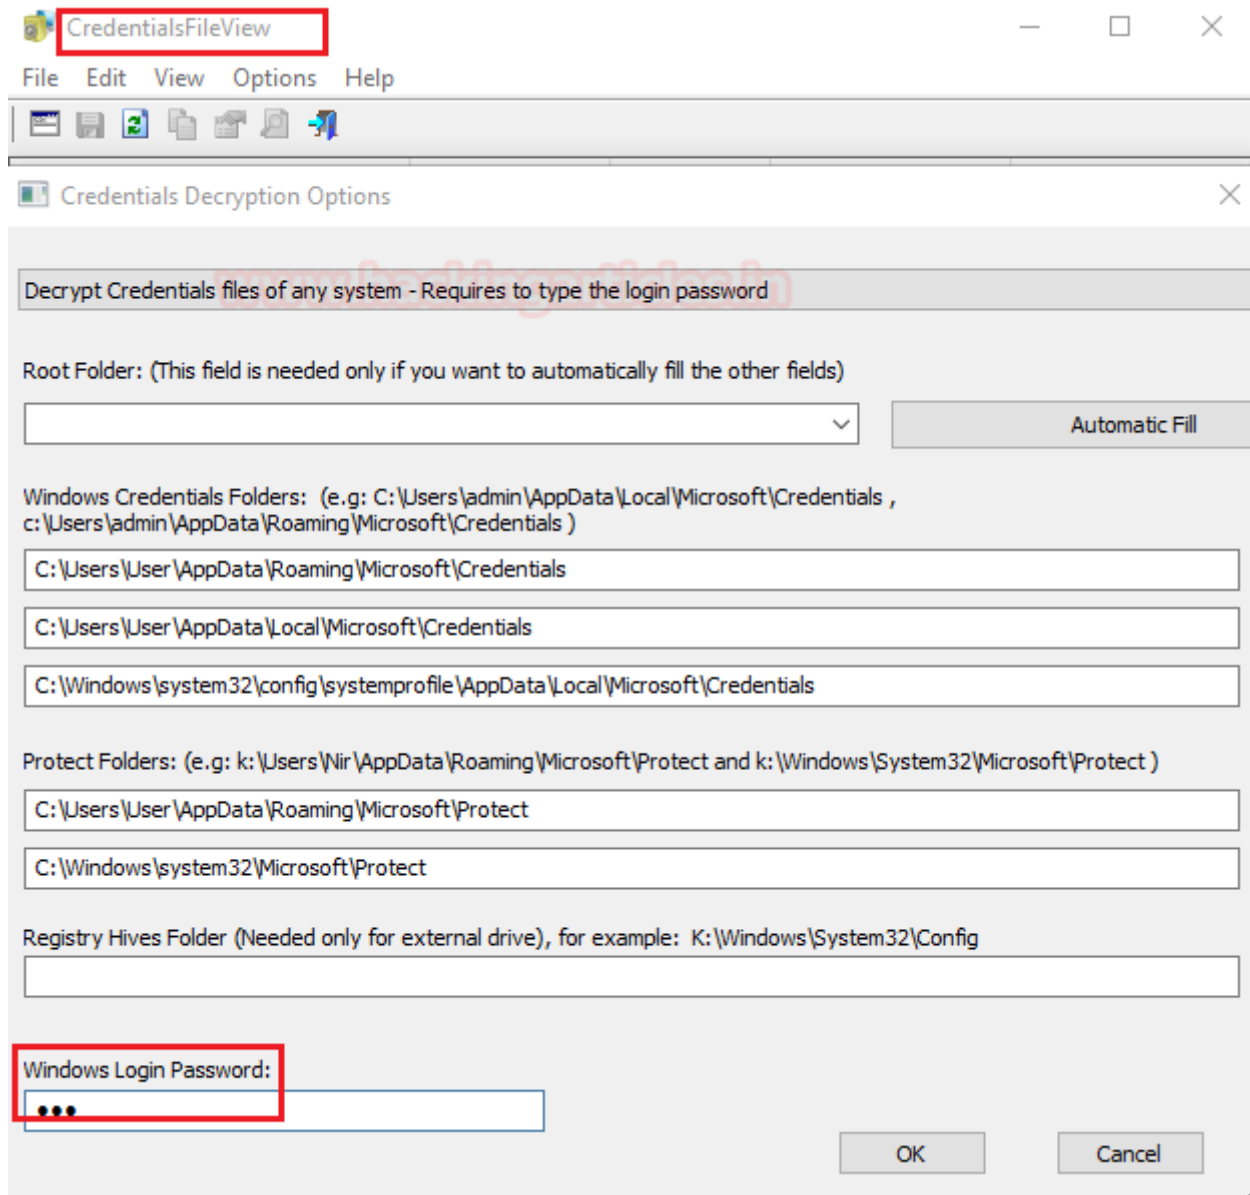 CredentialsFileView
File Edit View Options Help
Credentials Decryption Options
www.hackingarticles.in
Decrypt Credentials files of any system - Requires to type the login password
Root Folder: (This field is needed only if you want to automatically fill the other fields)
Automatic Fill
Windows Credentials Folders:  (e.g: C:\Users\admin\AppData\Local\Microsoft\Credentials ,
c:\Users\admin\AppData\Roaming\Microsoft\Credentials )
C:\Users\User\AppData\Roaming\Microsoft\Credentials
C:\Users\User\AppData\Local\Microsoft\Credentials
C:\Windows\system32\config\systemprofile\AppData\Local\Microsoft\Credentials
Protect Folders: (e.g: k:\Users\Nir\AppData\Roaming\Microsoft\Protect and k:\Windows\System32\Microsoft\Protect )
C:\Users\User\AppData\Roaming\Microsoft\Protect
C:\Windows\system32\Microsoft\Protect
Registry Hives Folder (Needed only for external drive), for example:  K:\Windows\System32\Config
Windows Login Password:
●●●
OK Cancel